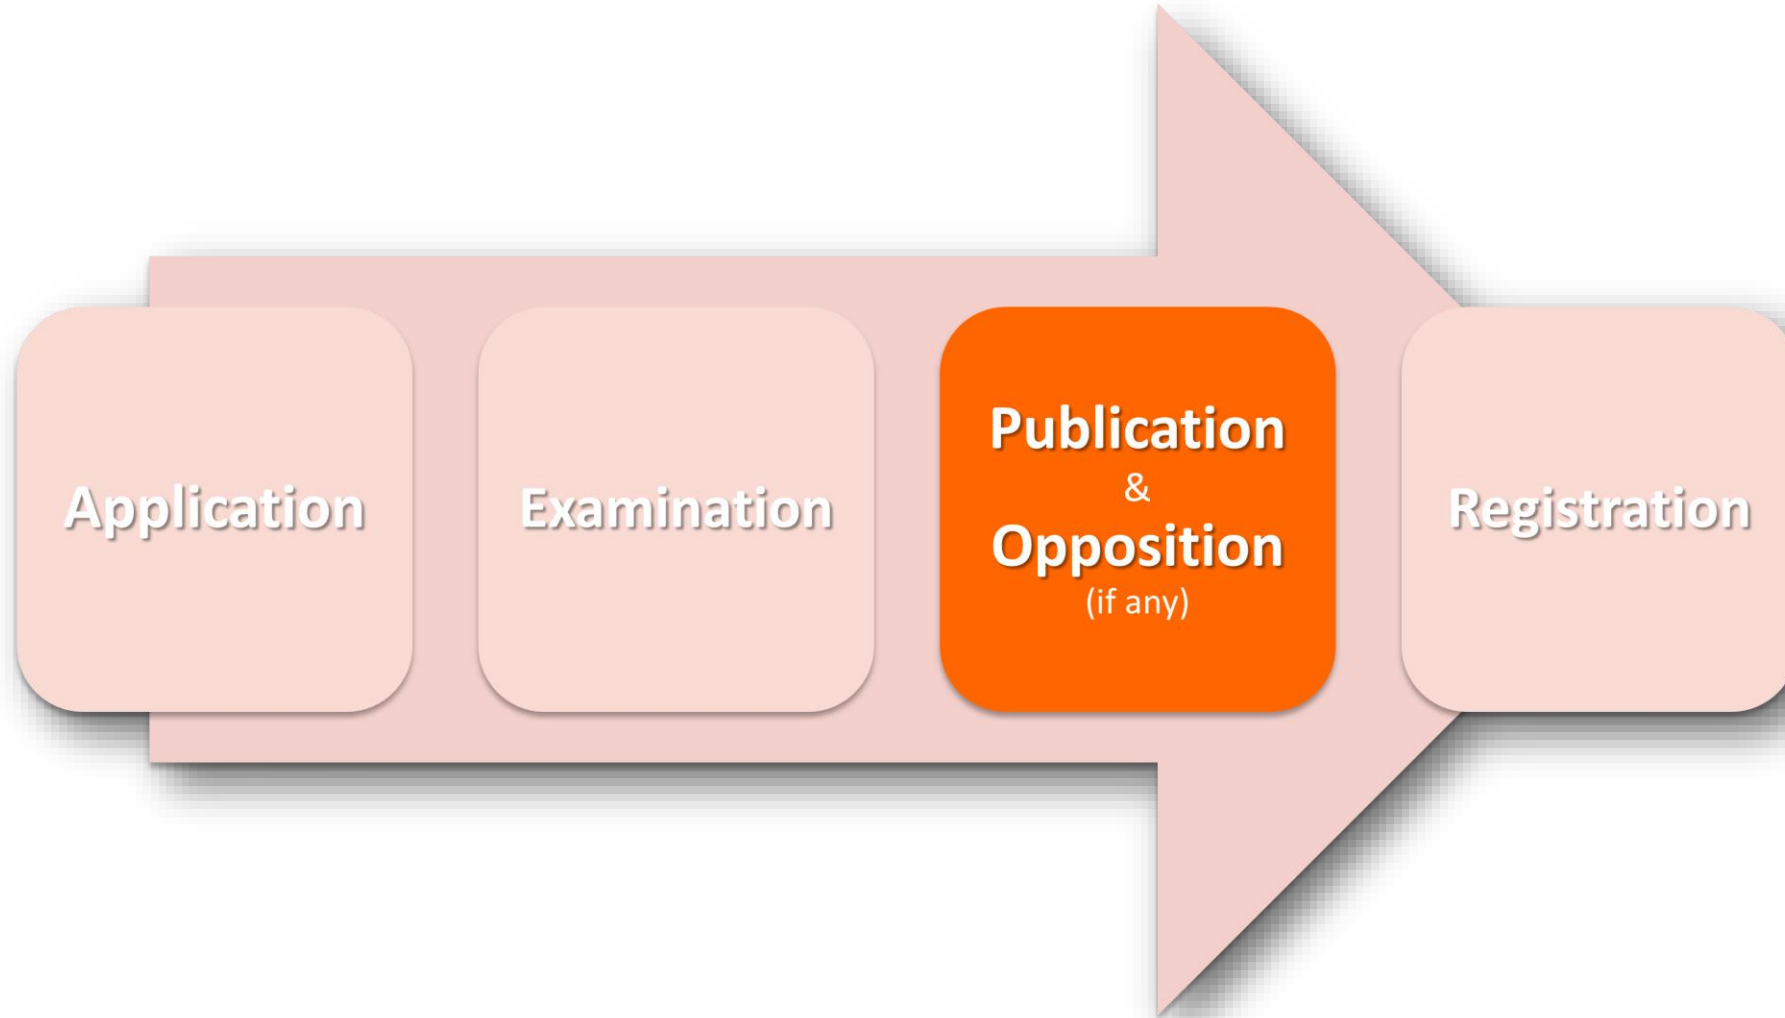 Application
Examination
Publication
&
Opposition
(if any)
Registration